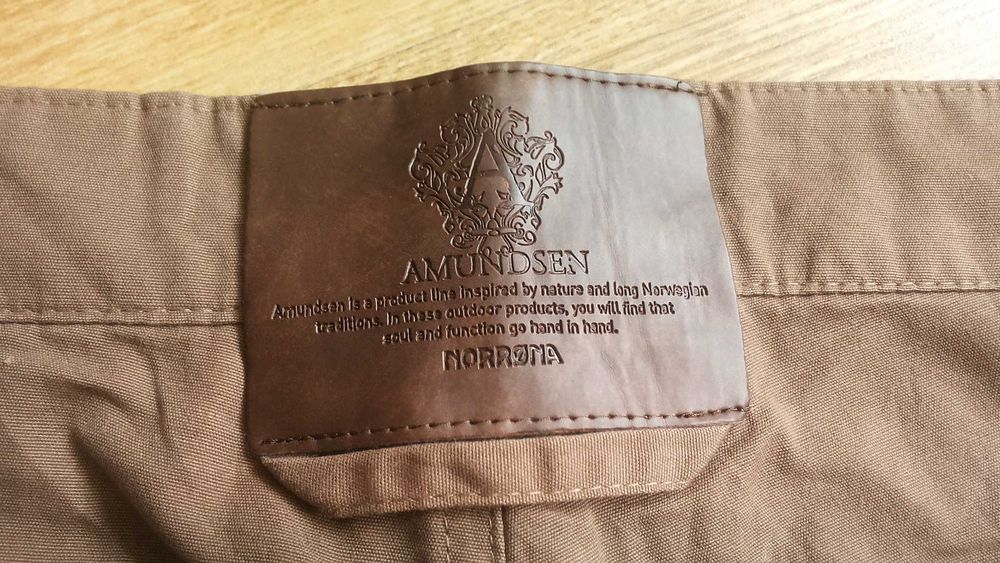 AMUNDSEN
Amundsen is a product line inspired by nature and long Norwegian
traditions. In these outdoor products, you will find that
soul and function go hand in hand.
NORRØNA